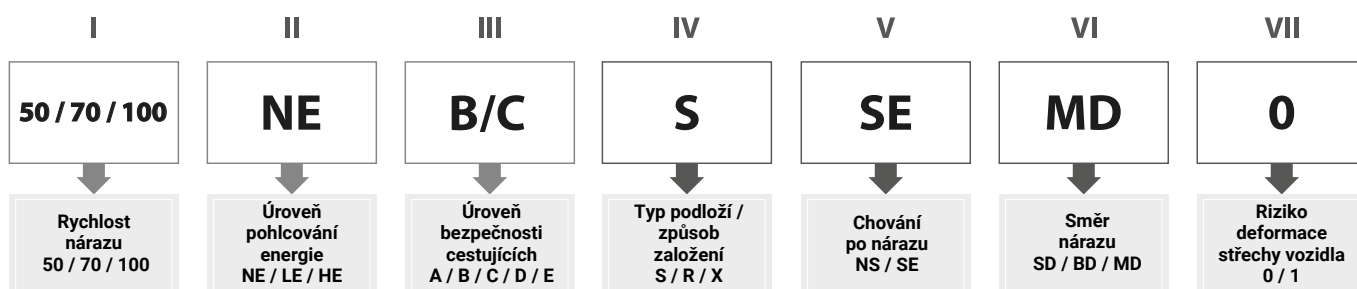 I II III IV V VI VII
50 / 70 / 100 NE B/C S SE MD 0
Rychlost
nárazu
50 / 70 / 100
Úroveň
pohlcování
energie
NE / LE / HE
Úroveň
bezpečnosti
cestujících
A / B / C / D / E
Typ podloží /
způsob
založení
S / R / X
Chování
po nárazu
NS / SE
Směr
nárazu
SD / BD / MD
Riziko
deformace
střechy vozidla
0 / 1